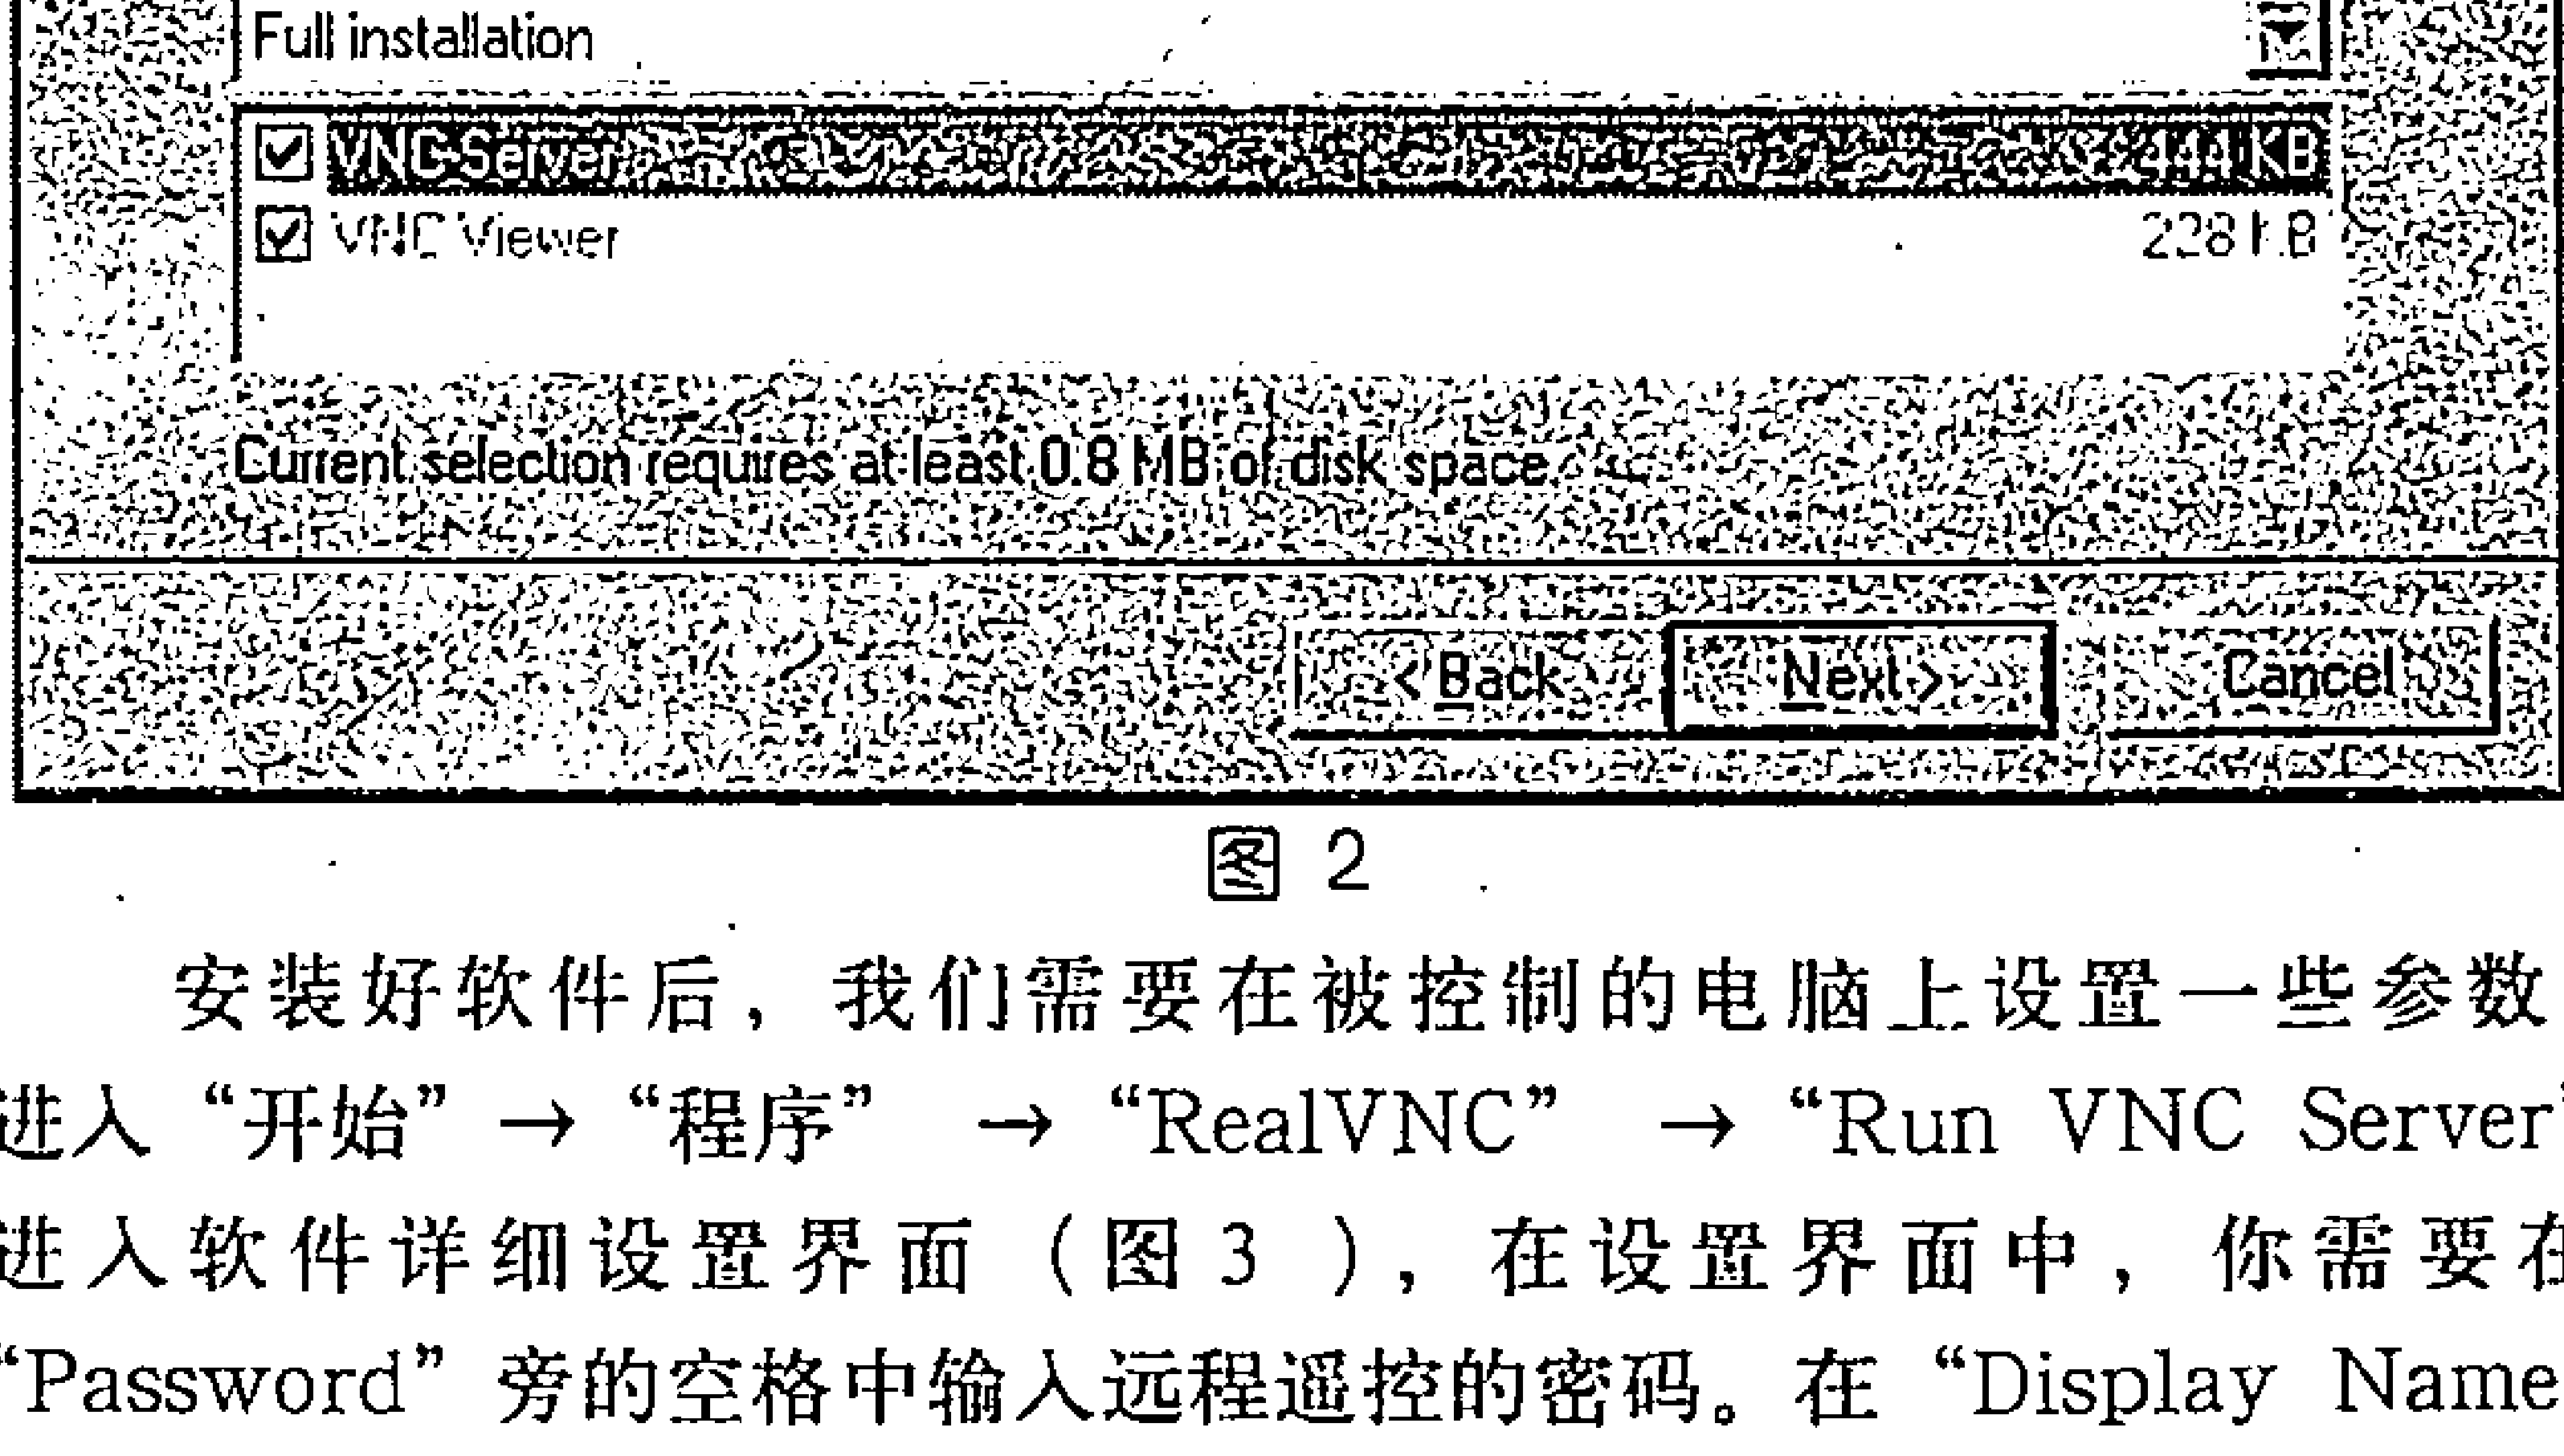 Full installation
VNC Server 444 KB
VNC Viewer 228 KB
Current selection requires at least 0.8 MB of disk space.
< Back Next > Cancel
图 2
安装好软件后，我们需要在被控制的电脑上设置一些参数
进入“开始”→“程序”→“RealVNC”→“Run VNC Server”
进入软件详细设置界面（图 3 ），在设置界面中，你需要在
“Password”旁的空格中输入远程遥控的密码。在“Display Name